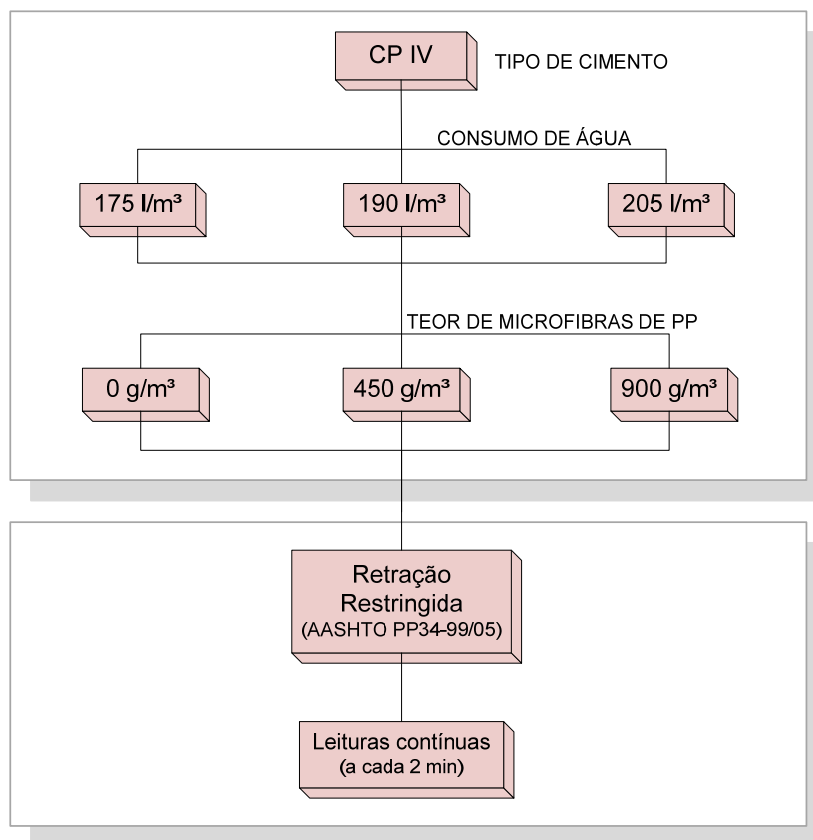 CP IV
TIPO DE CIMENTO
CONSUMO DE ÁGUA
175 l/m³
190 l/m³
205 l/m³
TEOR DE MICROFIBRAS DE PP
0 g/m³
450 g/m³
900 g/m³
Retração
Restringida
(AASHTO PP34-99/05)
Leituras contínuas
(a cada 2 min)